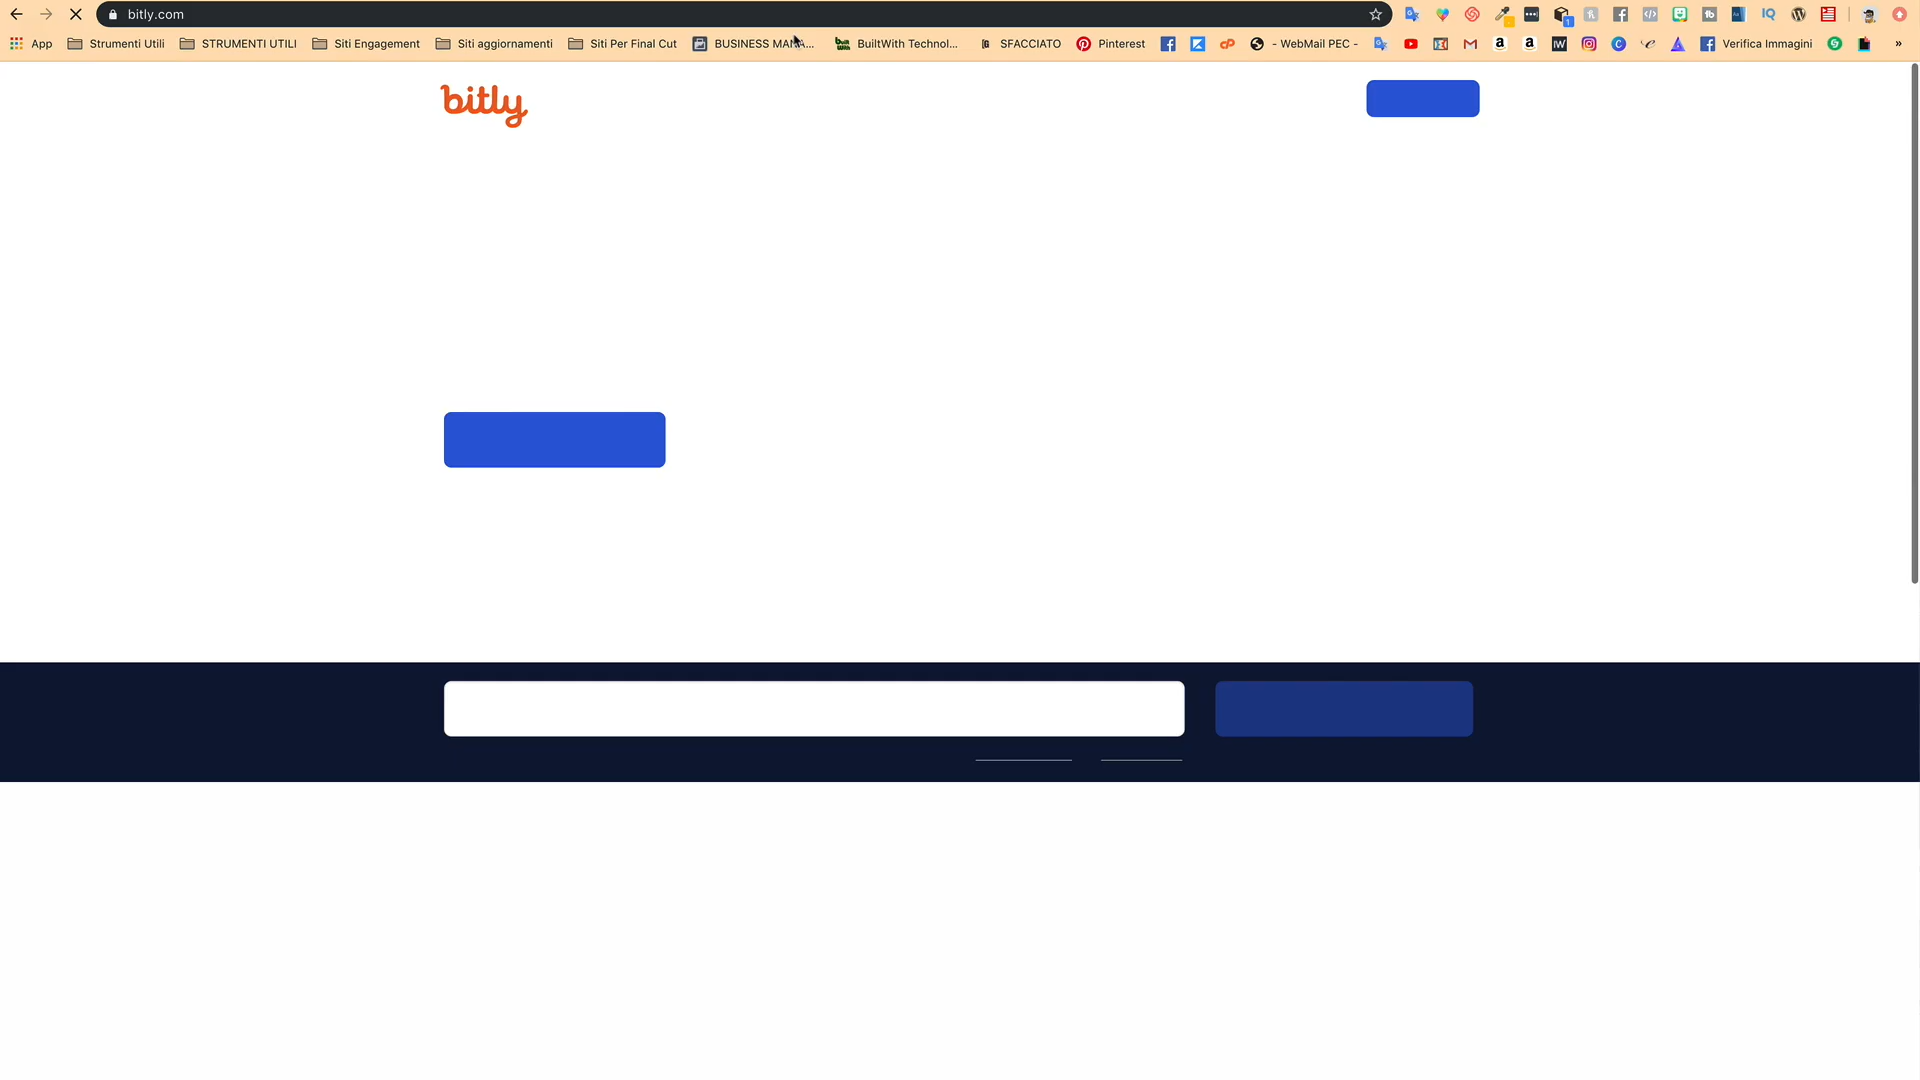 bitly.com
App Strumenti Utili STRUMENTI UTILI Siti Engagement Siti aggiornamenti Siti Per Final Cut BUSINESS MANA... BuiltWith Technol... SFACCIATO Pinterest - WebMail PEC - Verifica Immagini »
bitly